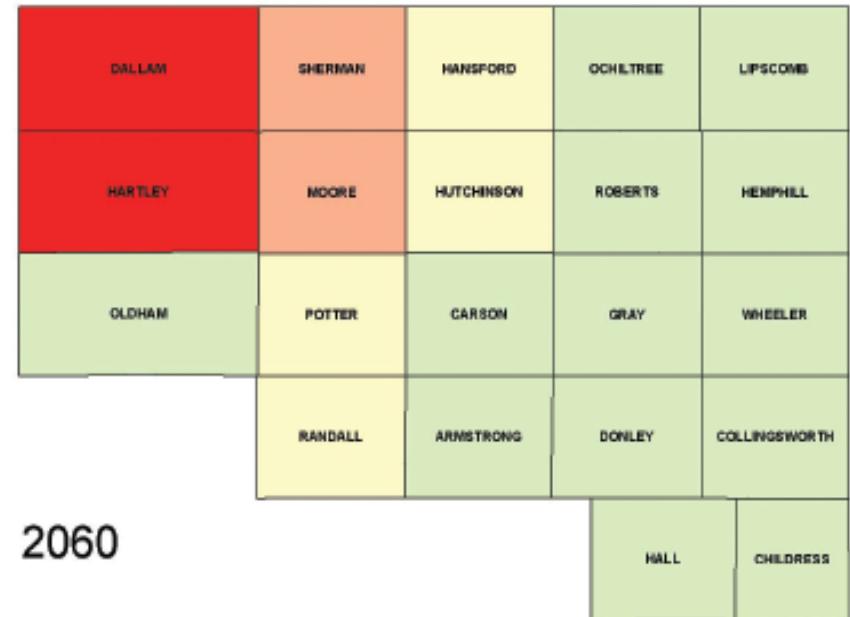 DALLAM SHERMAN HANSFORD OCHILTREE LIPSCOMB
HARTLEY MOORE HUTCHINSON ROBERTS HEMPHILL
OLDHAM POTTER CARSON GRAY WHEELER
RANDALL ARMSTRONG DONLEY COLLINGSWORTH
2060
HALL CHILDRESS